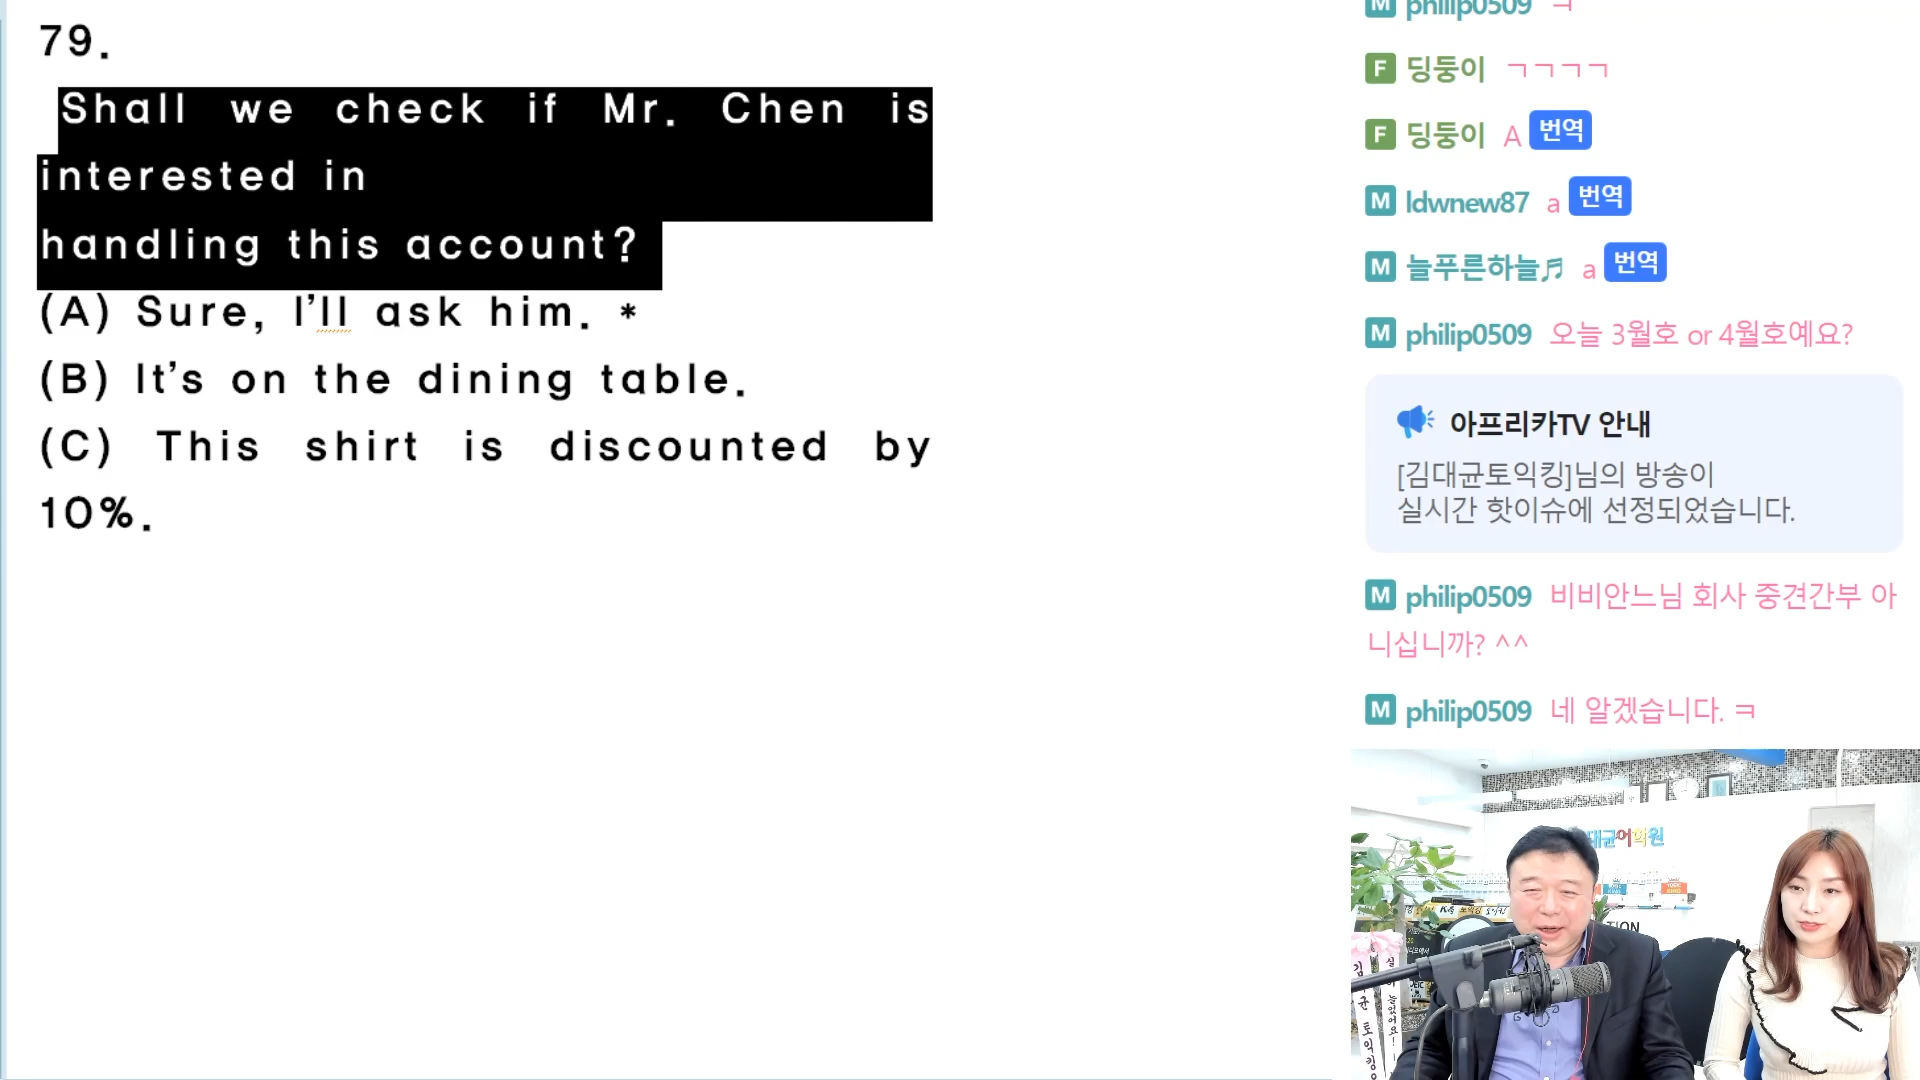 79.
Shall we check if Mr. Chen is
interested in
handling this account?
(A) Sure, I'll ask him. *
(B) It's on the dining table.
(C) This shirt is discounted by
10%.
M philip0509 ㅋ
F 딩둥이 ㄱㄱㄱㄱ
F 딩둥이 A 번역
M ldwnew87 a 번역
M 늘푸른하늘♬ a 번역
M philip0509 오늘 3월호 or 4월호예요?
아프리카TV 안내
[김대균토익킹]님의 방송이
실시간 핫이슈에 선정되었습니다.
M philip0509 비비안느님 회사 중견간부 아
니십니까? ^^
M philip0509 네 알겠습니다. ㅋ
대균어학원